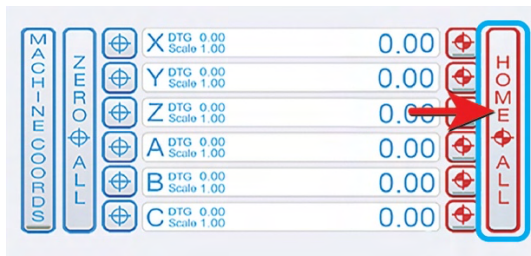 MACHINE COORDS
ZERO ALL
X DTG 0.00
Scale 1.00
0.00
Y DTG 0.00
Scale 1.00
0.00
Z DTG 0.00
Scale 1.00
0.00
A DTG 0.00
Scale 1.00
0.00
B DTG 0.00
Scale 1.00
0.00
C DTG 0.00
Scale 1.00
0.00
HOME ALL